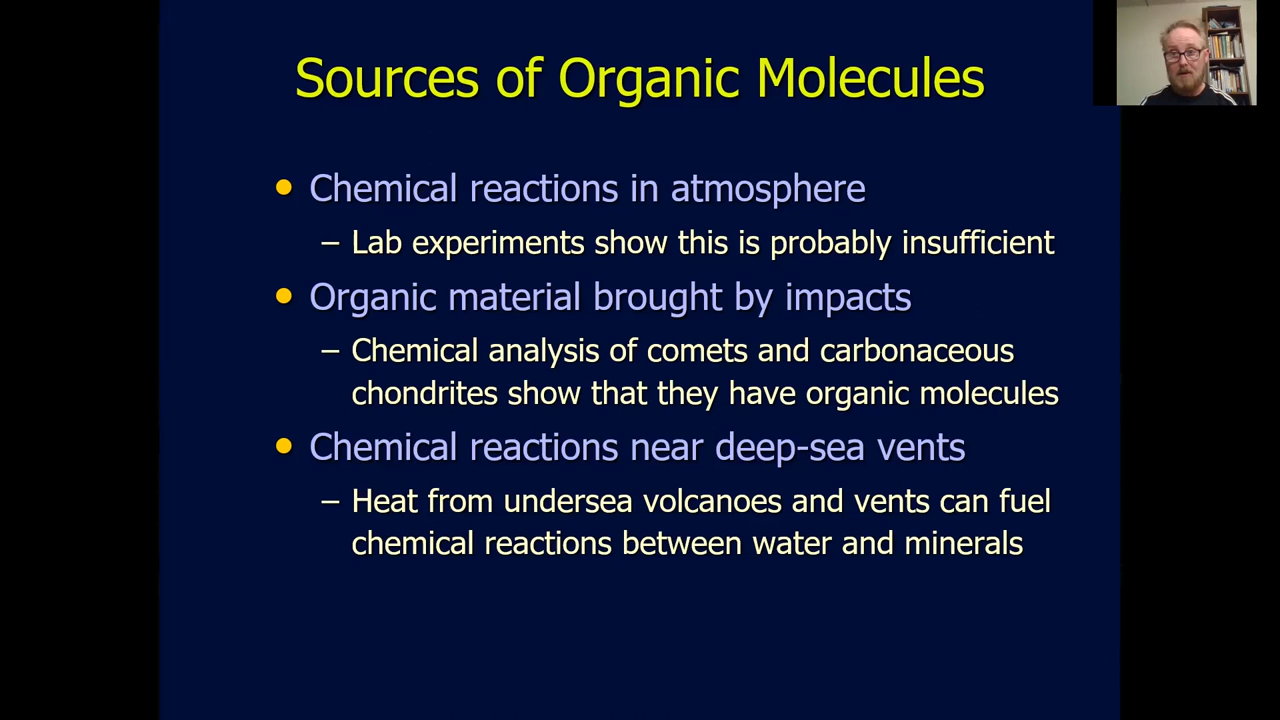 Sources of Organic Molecules
• Chemical reactions in atmosphere
– Lab experiments show this is probably insufficient
• Organic material brought by impacts
– Chemical analysis of comets and carbonaceous
chondrites show that they have organic molecules
• Chemical reactions near deep-sea vents
– Heat from undersea volcanoes and vents can fuel
chemical reactions between water and minerals